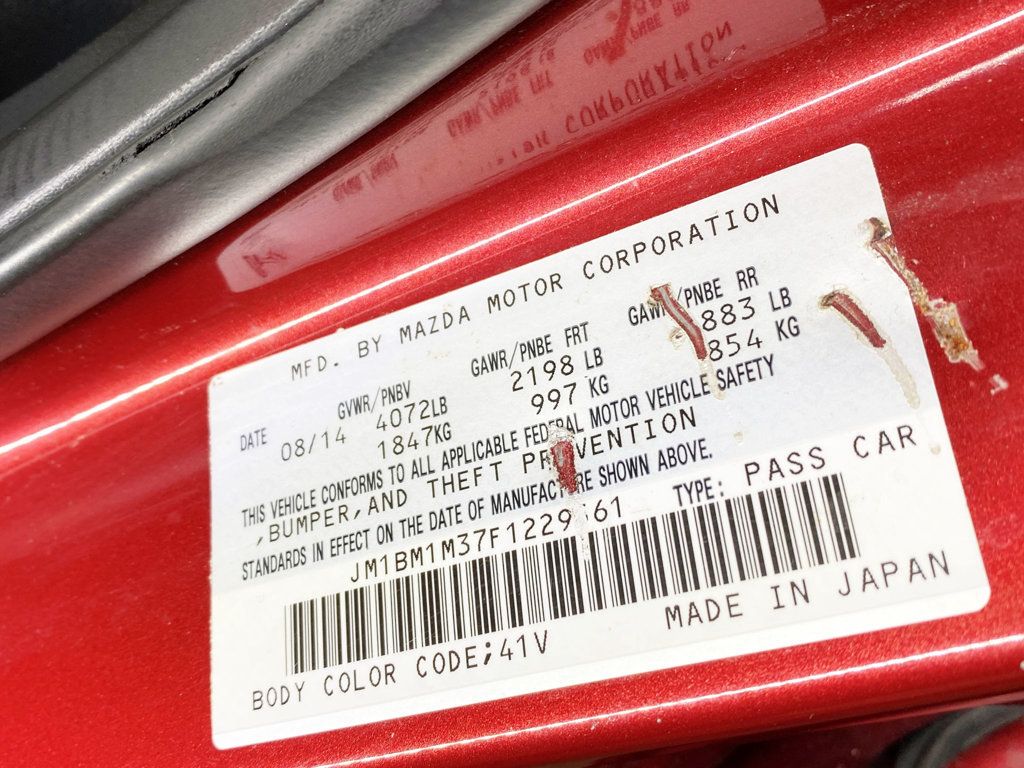 MFD. BY MAZDA MOTOR CORPORATION
DATE GVWR/PNBV GAWR/PNBE FRT GAWR/PNBE RR
08/14 4072LB 2198 LB 883 LB
1847KG 997 KG 854 KG
THIS VEHICLE CONFORMS TO ALL APPLICABLE FEDERAL MOTOR VEHICLE SAFETY
,BUMPER,AND THEFT PREVENTION
STANDARDS IN EFFECT ON THE DATE OF MANUFACTURE SHOWN ABOVE.
JM1BM1M37F1229 61 TYPE: PASS CAR
BODY COLOR CODE;41V MADE IN JAPAN